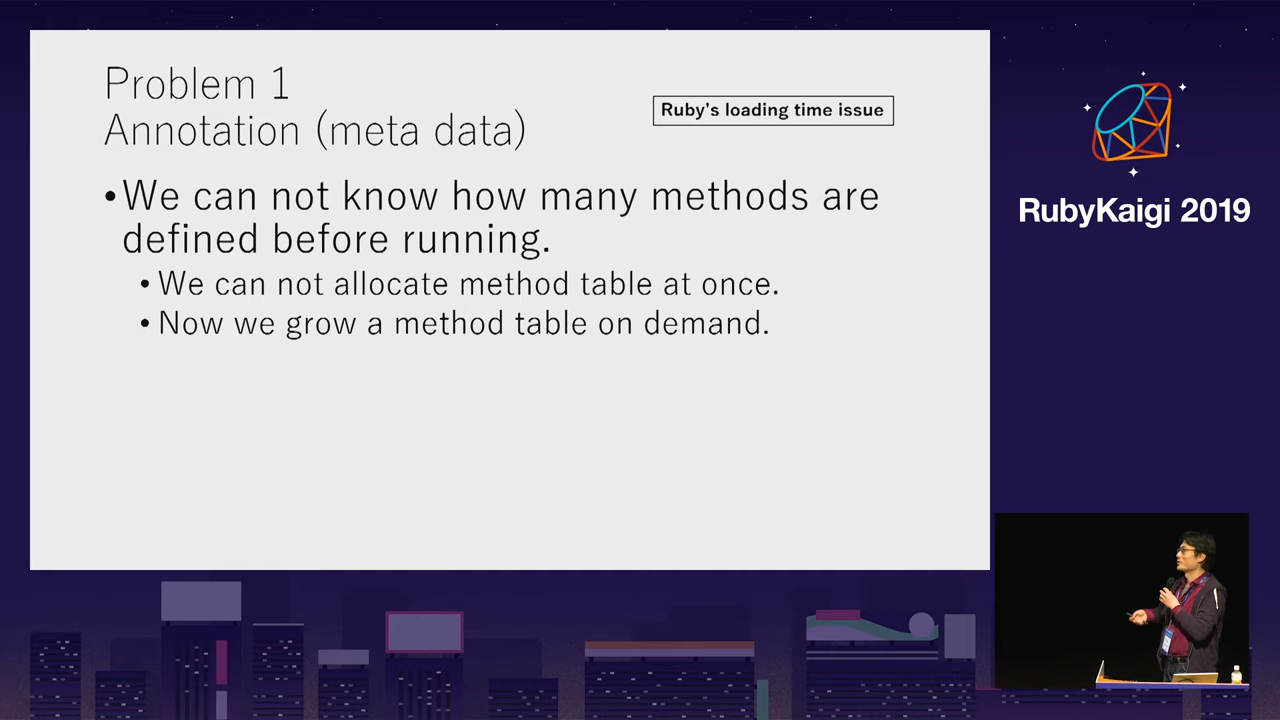 Problem 1
Annotation (meta data)
Ruby's loading time issue
•We can not know how many methods are
defined before running.
• We can not allocate method table at once.
• Now we grow a method table on demand.
RubyKaigi 2019